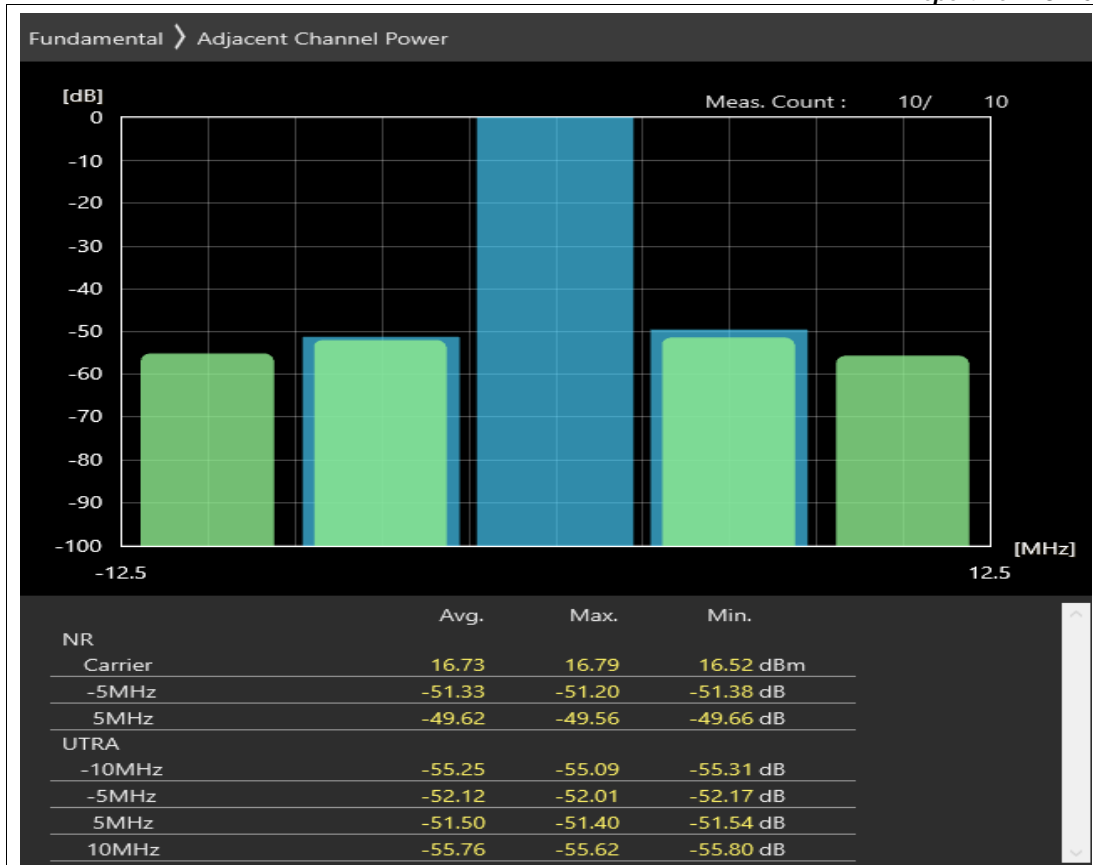 Fundamental ❯ Adjacent Channel Power
[dB]
Meas. Count : 10/ 10
0
-10
-20
-30
-40
-50
-60
-70
-80
-90
-100
[MHz]
-12.5 12.5
Avg. Max. Min.
NR
Carrier 16.73 16.79 16.52 dBm
-5MHz -51.33 -51.20 -51.38 dB
5MHz -49.62 -49.56 -49.66 dB
UTRA
-10MHz -55.25 -55.09 -55.31 dB
-5MHz -52.12 -52.01 -52.17 dB
5MHz -51.50 -51.40 -51.54 dB
10MHz -55.76 -55.62 -55.80 dB